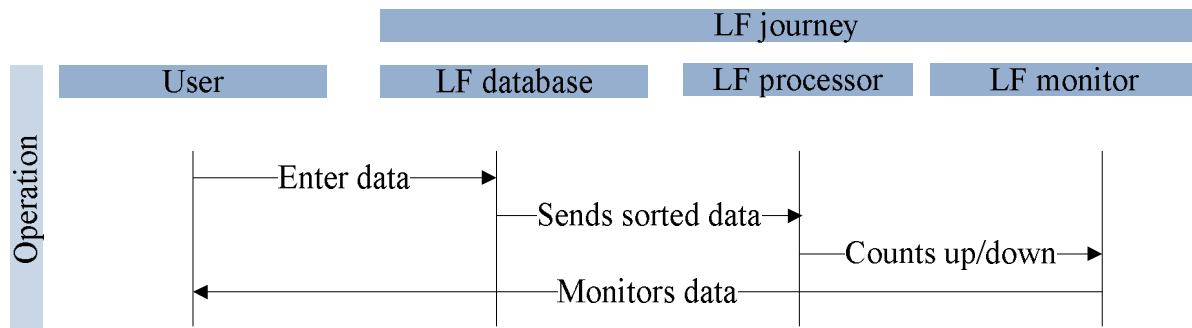 LF journey
User
LF database
LF processor
LF monitor
Operation
Enter data
Sends sorted data
Counts up/down
Monitors data